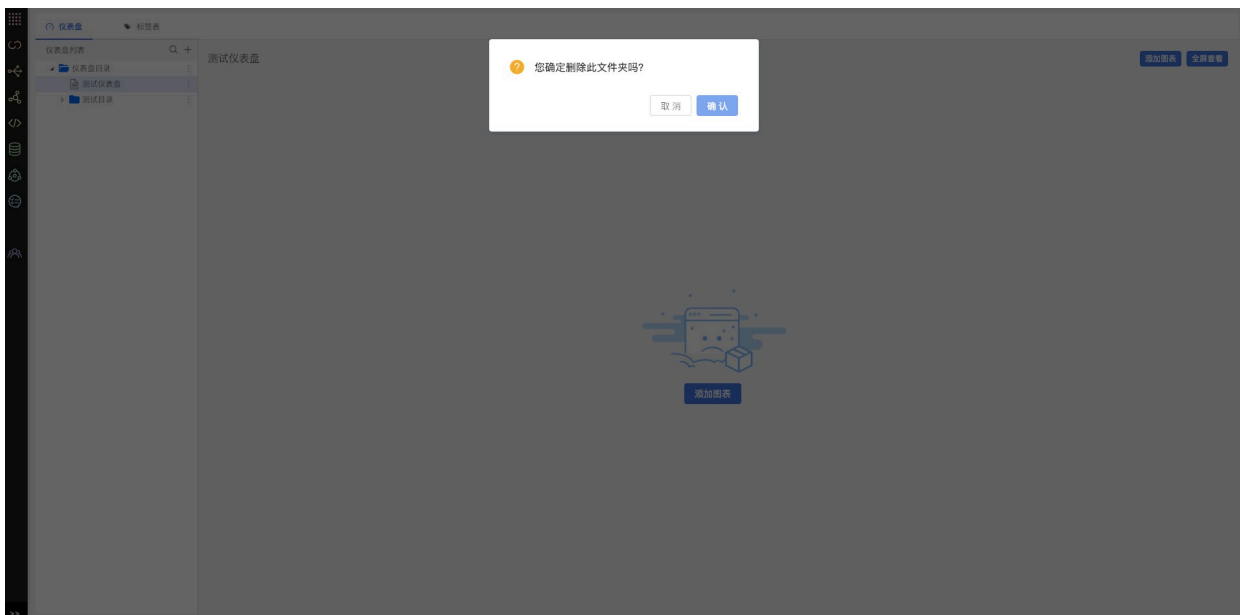 仪表盘
标签表
仪表盘列表
仪表盘目录
测试仪表盘
测试目录
测试仪表盘
添加图表
全屏查看
您确定删除此文件夹吗?
取 消
确 认
添加图表